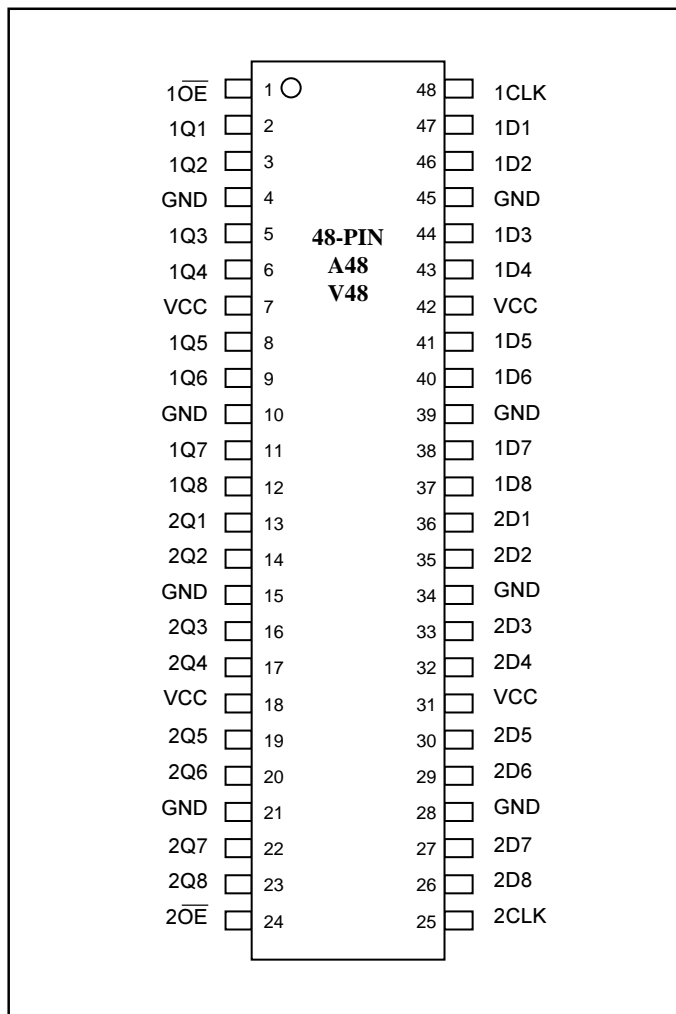 1O̅E̅ 1 48 1CLK
1Q1 2 47 1D1
1Q2 3 46 1D2
GND 4 45 GND
1Q3 5 48-PIN 44 1D3
1Q4 6 A48 43 1D4
VCC 7 V48 42 VCC
1Q5 8 41 1D5
1Q6 9 40 1D6
GND 10 39 GND
1Q7 11 38 1D7
1Q8 12 37 1D8
2Q1 13 36 2D1
2Q2 14 35 2D2
GND 15 34 GND
2Q3 16 33 2D3
2Q4 17 32 2D4
VCC 18 31 VCC
2Q5 19 30 2D5
2Q6 20 29 2D6
GND 21 28 GND
2Q7 22 27 2D7
2Q8 23 26 2D8
2O̅E̅ 24 25 2CLK